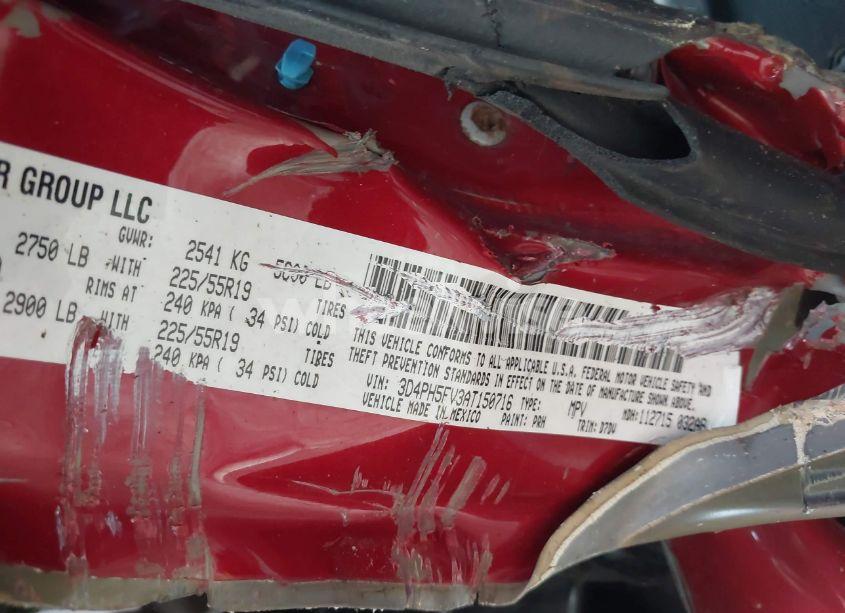 R GROUP LLC
GVWR: 2541 KG LB
2750 LB WITH 225/55R19 TIRES
RIMS AT 240 KPA ( 34 PSI) COLD
2900 LB WITH 225/55R19 TIRES
240 KPA ( 34 PSI) COLD
THIS VEHICLE CONFORMS TO ALL APPLICABLE U.S.A. FEDERAL MOTOR VEHICLE SAFETY AND
THEFT PREVENTION STANDARDS IN EFFECT ON THE DATE OF MANUFACTURE SHOWN ABOVE.
VIN: 3D4PH5FV3AT150716 TYPE: MPV MDH: 112715
VEHICLE MADE IN MEXICO PAINT: PRH TRIM: D7DV